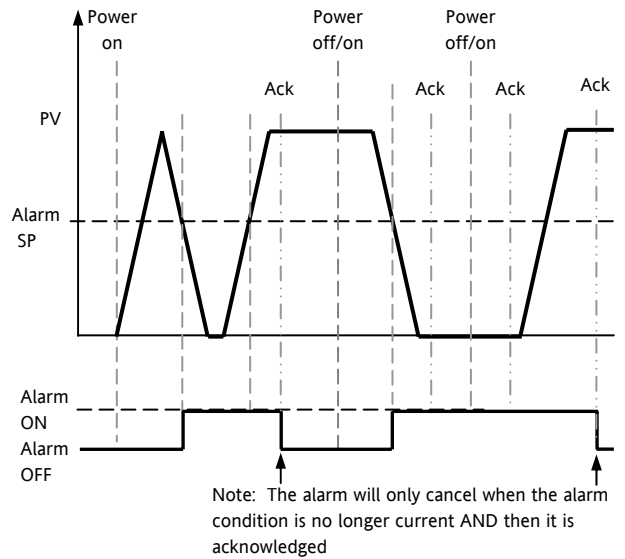 Power
on
Power
off/on
Power
off/on
Ack
Ack
Ack
Ack
PV
Alarm
SP
Alarm
ON
Alarm
OFF
Note: The alarm will only cancel when the alarm
condition is no longer current AND then it is
acknowledged